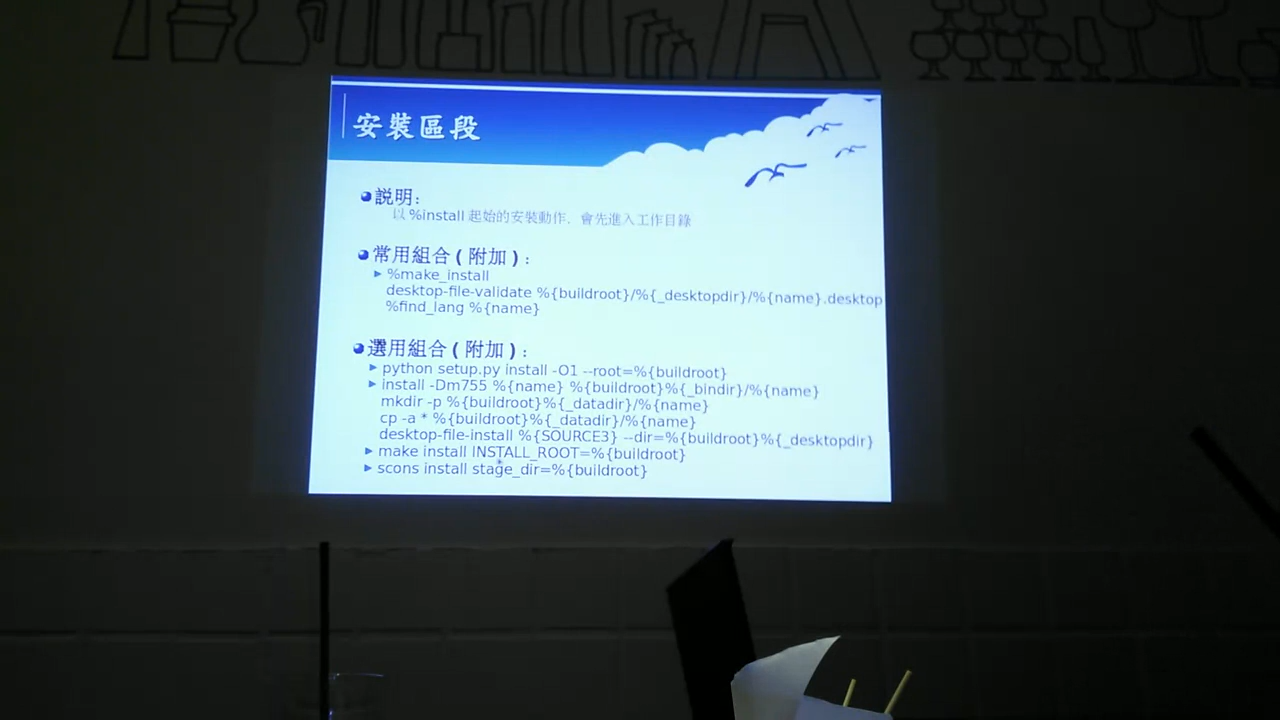 安裝區段
説明:
以 %install 起始的安裝動作，會先進入工作目錄
常用組合 ( 附加 ) :
%make_install
desktop-file-validate %{buildroot}/%{_desktopdir}/%{name}.desktop
%find_lang %{name}
選用組合 ( 附加 ) :
python setup.py install -O1 --root=%{buildroot}
install -Dm755 %{name} %{buildroot}%{_bindir}/%{name}
mkdir -p %{buildroot}%{_datadir}/%{name}
cp -a * %{buildroot}%{_datadir}/%{name}
desktop-file-install %{SOURCE3} --dir=%{buildroot}%{_desktopdir}
make install INSTALL_ROOT=%{buildroot}
scons install stage_dir=%{buildroot}